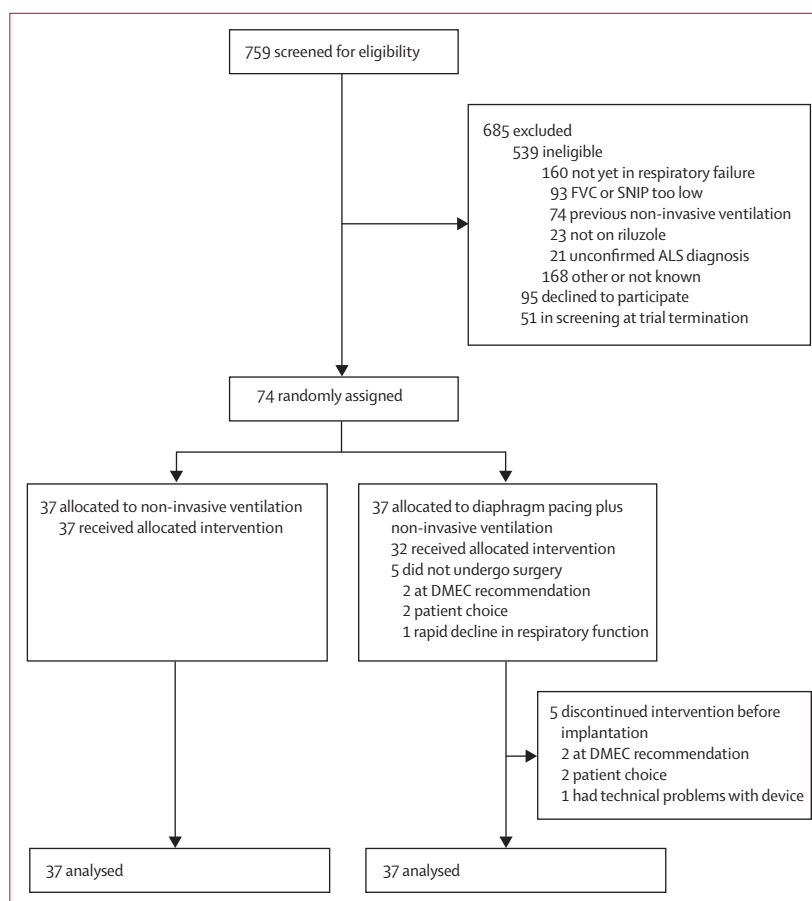 759 screened for eligibility
685 excluded
539 ineligible
160 not yet in respiratory failure
93 FVC or SNIP too low
74 previous non-invasive ventilation
23 not on riluzole
21 unconfirmed ALS diagnosis
168 other or not known
95 declined to participate
51 in screening at trial termination
74 randomly assigned
37 allocated to non-invasive ventilation
37 received allocated intervention
37 allocated to diaphragm pacing plus
non-invasive ventilation
32 received allocated intervention
5 did not undergo surgery
2 at DMEC recommendation
2 patient choice
1 rapid decline in respiratory function
5 discontinued intervention before
implantation
2 at DMEC recommendation
2 patient choice
1 had technical problems with device
37 analysed
37 analysed